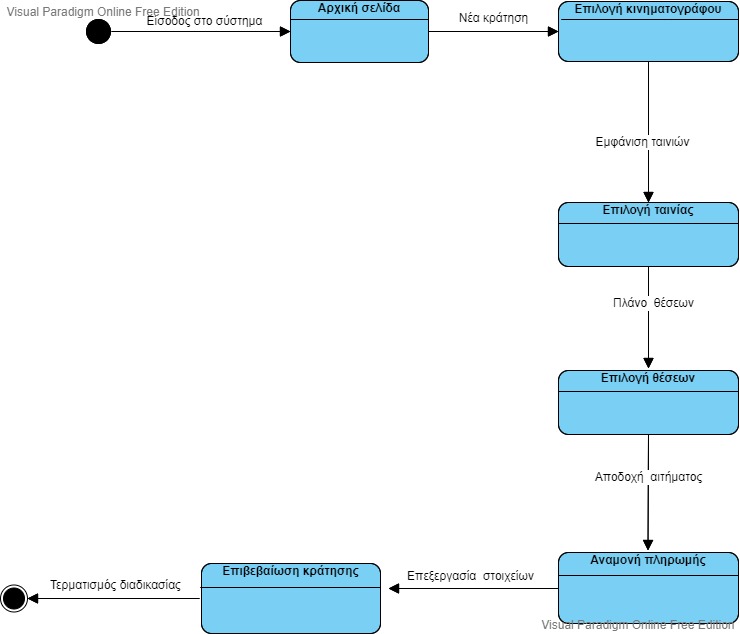 Visual Paradigm Online Free Edition
Είσοδος στο σύστημα
Αρχική σελίδα
Νέα κράτηση
Επιλογή κινηματογράφου
Εμφάνιση ταινιών
Επιλογή ταινίας
Πλάνο θέσεων
Επιλογή θέσεων
Αποδοχή αιτήματος
Αναμονή πληρωμής
Επεξεργασία στοιχείων
Επιβεβαίωση κράτησης
Τερματισμός διαδικασίας
Visual Paradigm Online Free Edition